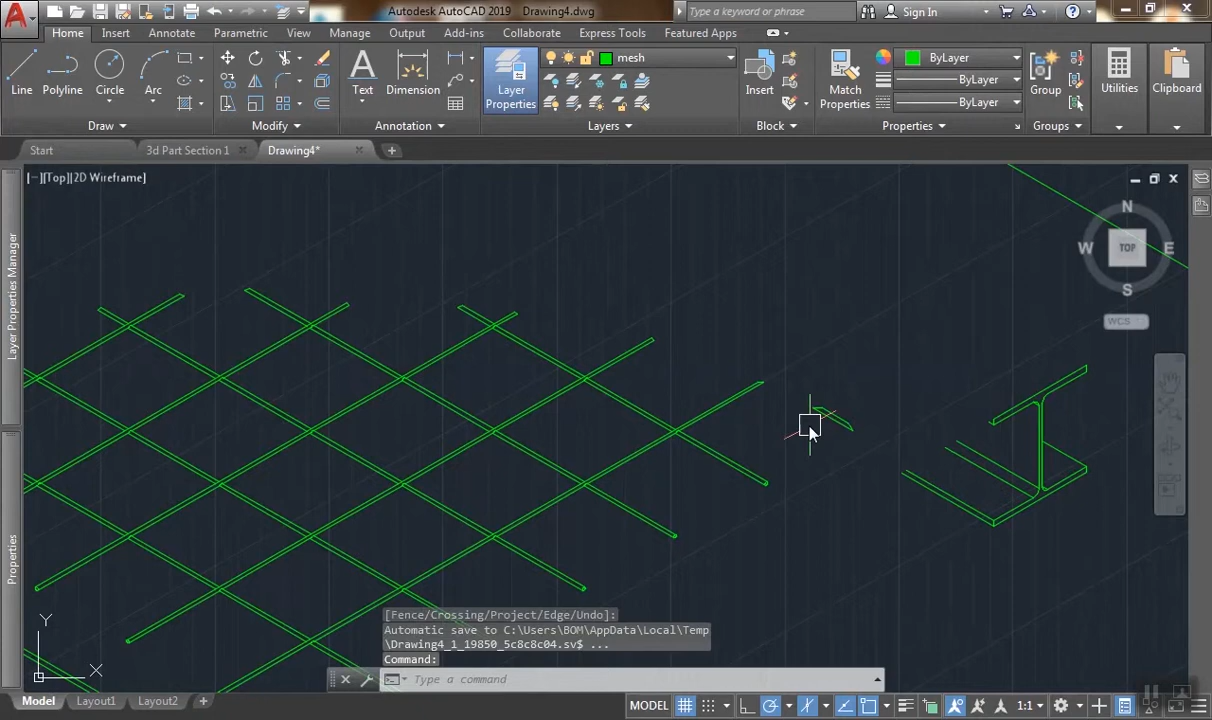 Autodesk AutoCAD 2019 Drawing4.dwg
Type a keyword or phrase
Sign In
Home Insert Annotate Parametric View Manage Output Add-ins Collaborate Express Tools Featured Apps
Line Polyline Circle Arc
Text Dimension
Layer Properties
mesh
Insert
Match Properties
ByLayer
ByLayer
ByLayer
Group
Utilities
Clipboard
Draw Modify Annotation Layers Block Properties Groups
Start 3d Part Section 1 Drawing4*
[−][Top][2D Wireframe]
N
W TOP E
S
WCS
Layer Properties Manager
Properties
[Fence/Crossing/Project/Edge/Undo]:
Automatic save to C:\Users\BOM\AppData\Local\Temp
\Drawing4_1_19850_5c8c8c04.sv$ ...
Command:
Type a command
Y
X
Model Layout1 Layout2
MODEL
1:1